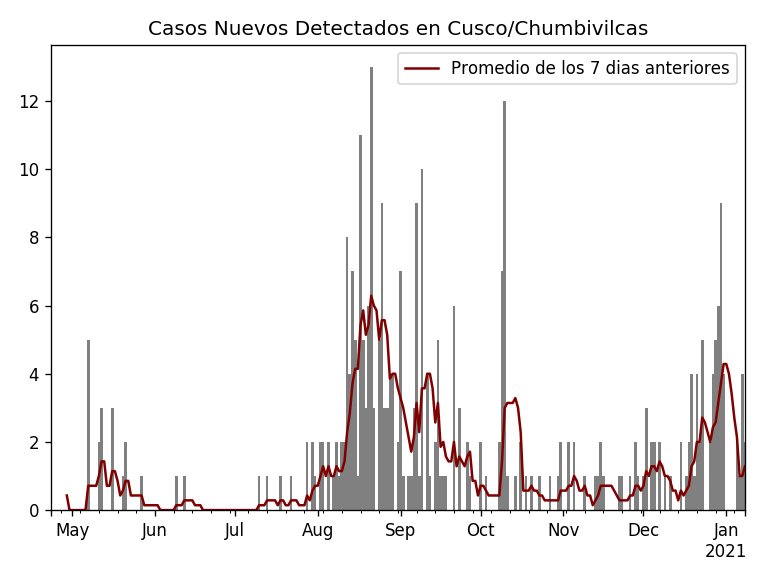 Casos Nuevos Detectados en Cusco/Chumbivilcas
Promedio de los 7 dias anteriores
12
10
8
6
4
2
0
May Jun Jul Aug Sep Oct Nov Dec Jan
2021